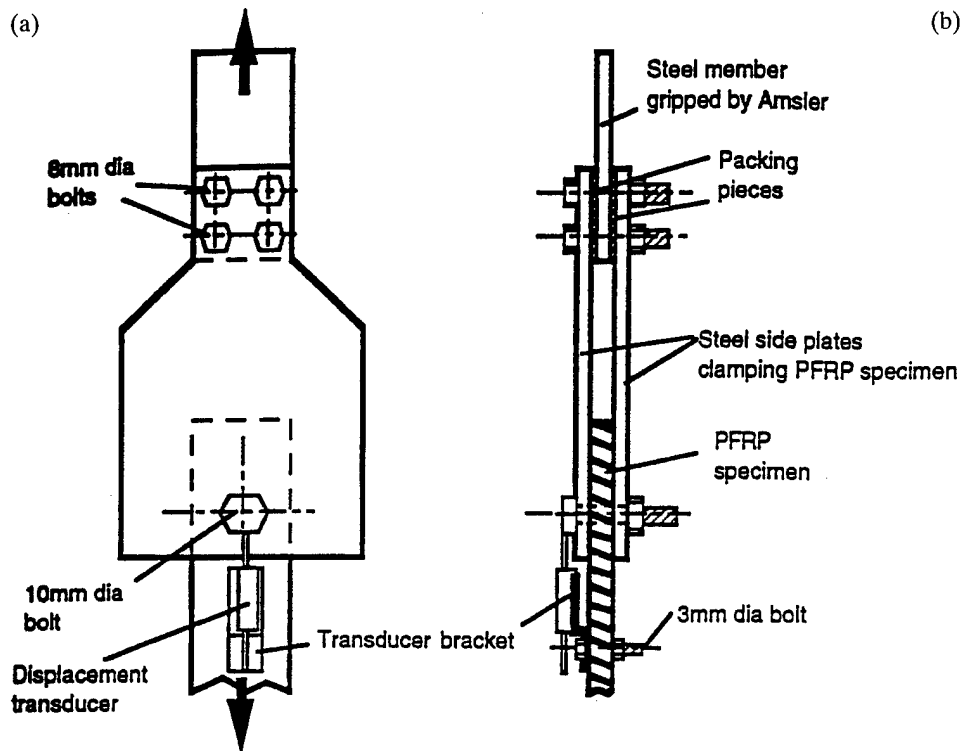 (a)
(b)
Steel member
gripped by Amsler
8mm dia
bolts
Packing
pieces
Steel side plates
clamping PFRP specimen
PFRP
specimen
10mm dia
bolt
Transducer bracket
3mm dia bolt
Displacement
transducer